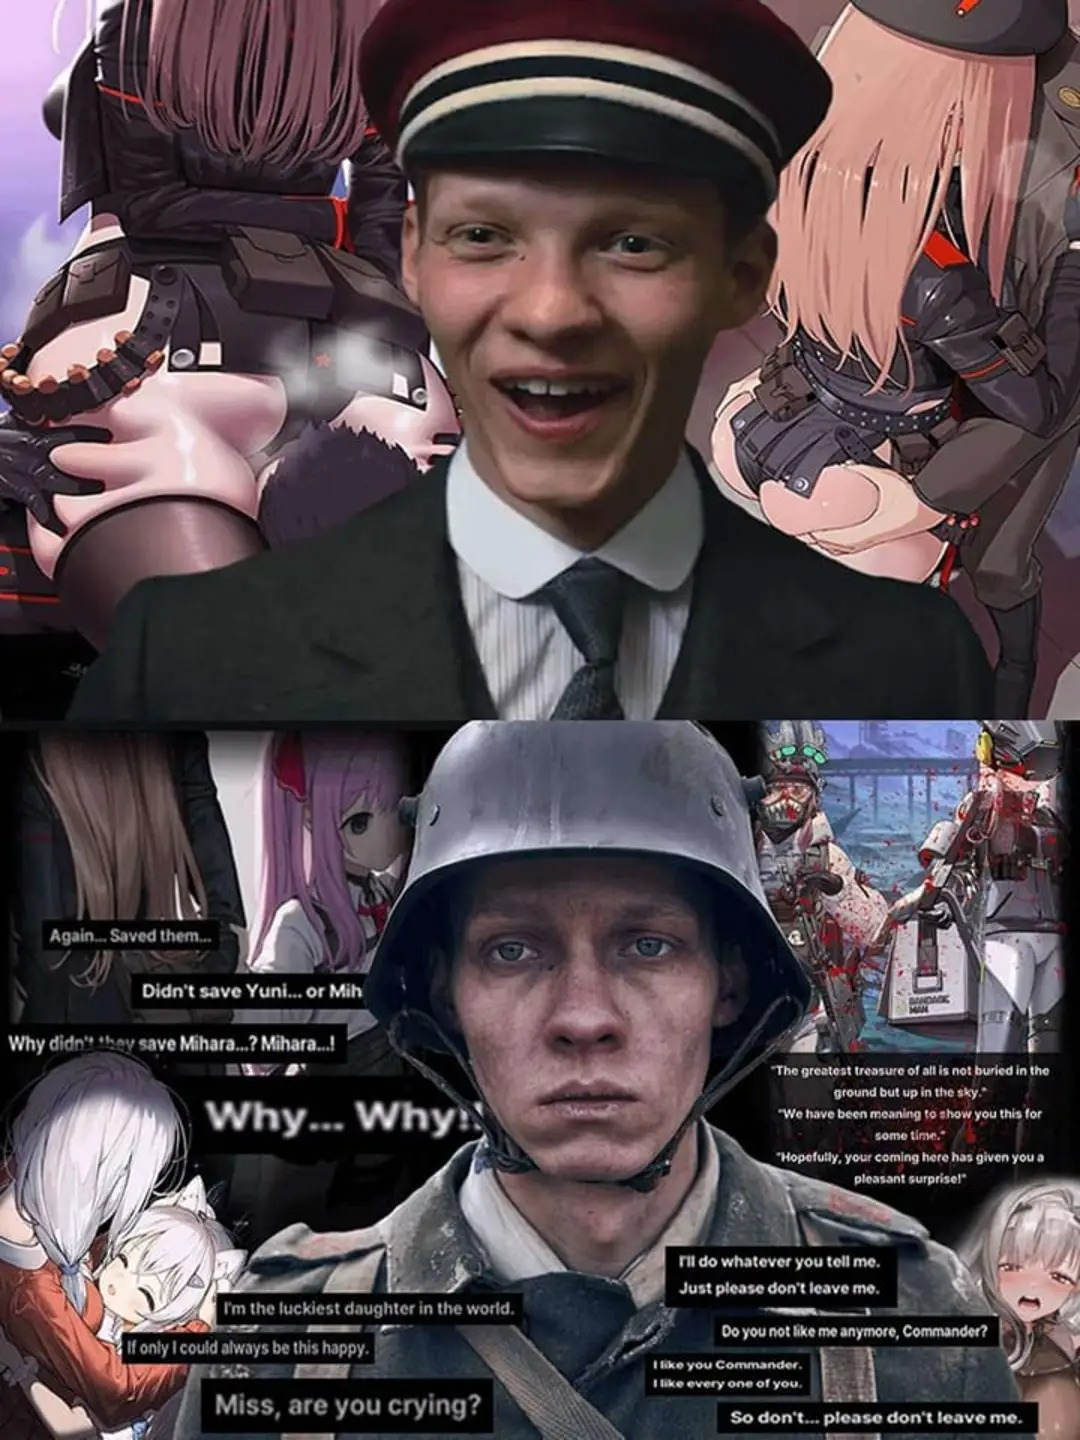 Again... Saved them...
Didn't save Yuni... or Mih
Why didn't they save Mihara...? Mihara...!
Why... Why!!
BANDAGE
MAN
"The greatest treasure of all is not buried in the
ground but up in the sky."
"We have been meaning to show you this for
some time."
"Hopefully, your coming here has given you a
pleasant surprise!"
I'm the luckiest daughter in the world.
If only I could always be this happy.
Miss, are you crying?
I'll do whatever you tell me.
Just please don't leave me.
Do you not like me anymore, Commander?
I like you Commander.
I like every one of you.
So don't... please don't leave me.